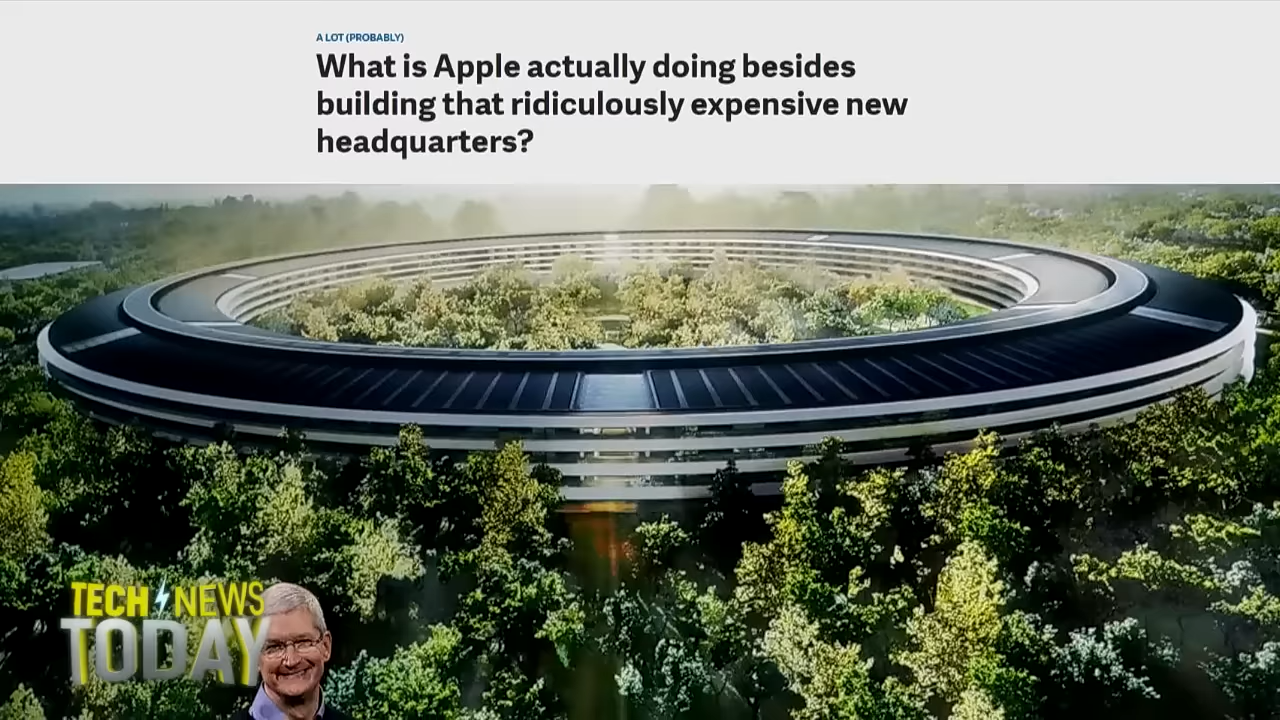 A LOT (PROBABLY)
What is Apple actually doing besides
building that ridiculously expensive new
headquarters?
TECH NEWS
TODAY